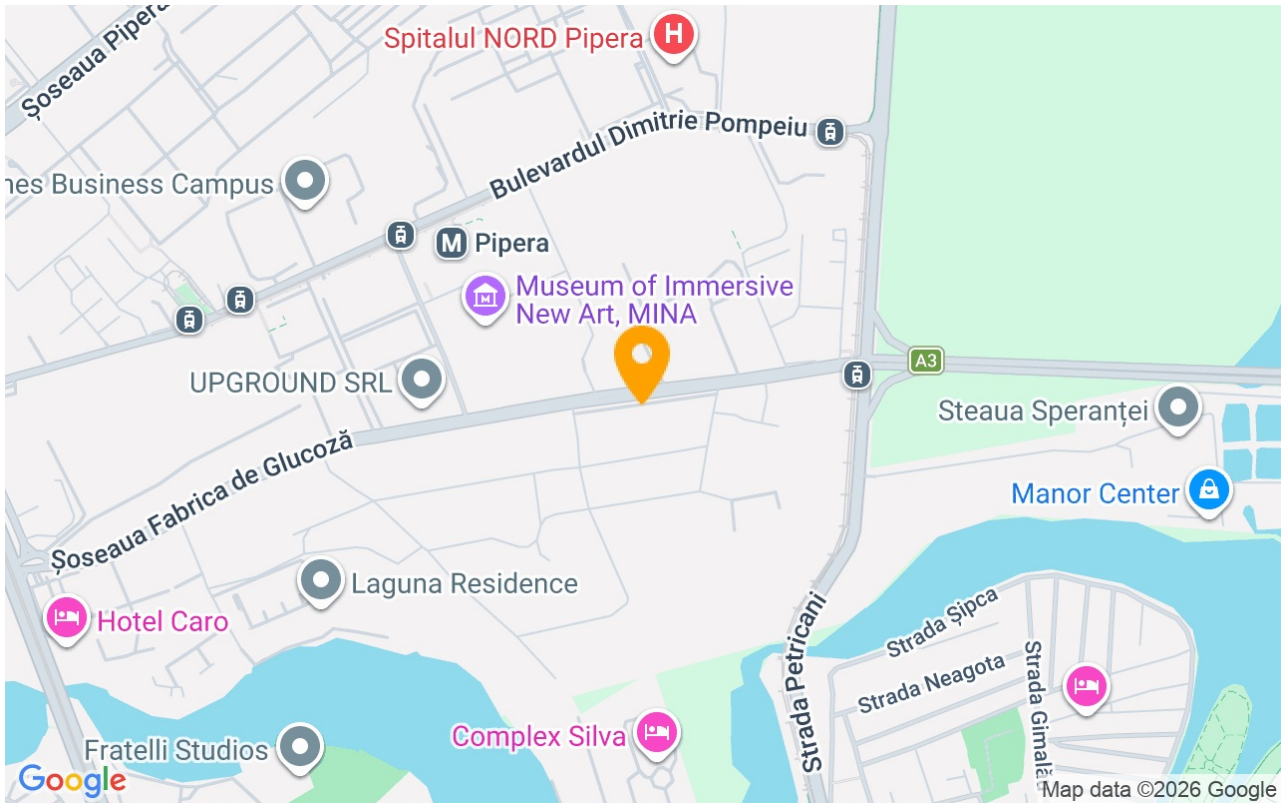 Șoseaua Pipera
Spitalul NORD Pipera
H
Bulevardul Dimitrie Pompeiu
nes Business Campus
M Pipera
Museum of Immersive
New Art, MINA
UPGROUND SRL
A3
Steaua Speranței
Șoseaua Fabrica de Glucoză
Manor Center
Laguna Residence
Hotel Caro
Strada Șipca
Strada Neagota
Strada Petricani
Strada Gimală
Complex Silva
Fratelli Studios
Google
Map data ©2026 Google